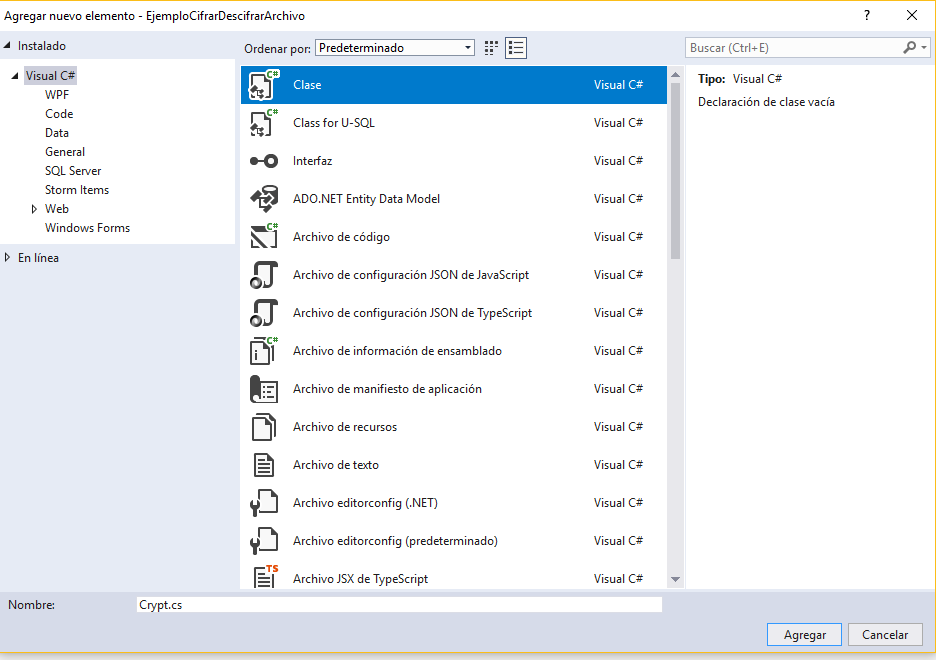 Agregar nuevo elemento - EjemploCifrarDescifrarArchivo ?
Instalado
Visual C#
WPF
Code
Data
General
SQL Server
Storm Items
Web
Windows Forms
En línea
Ordenar por: Predeterminado
Clase Visual C#
Class for U-SQL Visual C#
Interfaz Visual C#
ADO.NET Entity Data Model Visual C#
Archivo de código Visual C#
Archivo de configuración JSON de JavaScript Visual C#
Archivo de configuración JSON de TypeScript Visual C#
Archivo de información de ensamblado Visual C#
Archivo de manifiesto de aplicación Visual C#
Archivo de recursos Visual C#
Archivo de texto Visual C#
Archivo editorconfig (.NET) Visual C#
Archivo editorconfig (predeterminado) Visual C#
Archivo JSX de TypeScript Visual C#
C#
C#
C#
C#
TS
Buscar (Ctrl+E)
Tipo: Visual C#
Declaración de clase vacía
Nombre: Crypt.cs
Agregar Cancelar